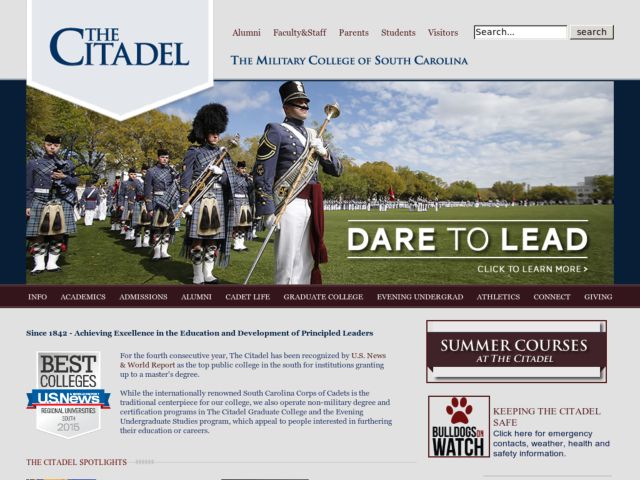 THE
CITADEL
Alumni Faculty&Staff Parents Students Visitors
Search...
search
THE MILITARY COLLEGE OF SOUTH CAROLINA
DARE TO LEAD
CLICK TO LEARN MORE >
INFO ACADEMICS ADMISSIONS ALUMNI CADET LIFE GRADUATE COLLEGE EVENING UNDERGRAD ATHLETICS CONNECT GIVING
Since 1842 - Achieving Excellence in the Education and Development of Principled Leaders
BEST
COLLEGES
U.S.News
REGIONAL UNIVERSITIES
SOUTH
2015
For the fourth consecutive year, The Citadel has been recognized by U.S. News
& World Report as the top public college in the south for institutions granting
up to a master's degree.
While the internationally renowned South Carolina Corps of Cadets is the
traditional centerpiece for our college, we also operate non-military degree and
certification programs in The Citadel Graduate College and the Evening
Undergraduate Studies program, which appeal to people interested in furthering
their education or careers.
THE CITADEL SPOTLIGHTS
SUMMER COURSES
AT THE CITADEL
BULLDOGS ON
WATCH
KEEPING THE CITADEL
SAFE
Click here for emergency
contacts, weather, health and
safety information.